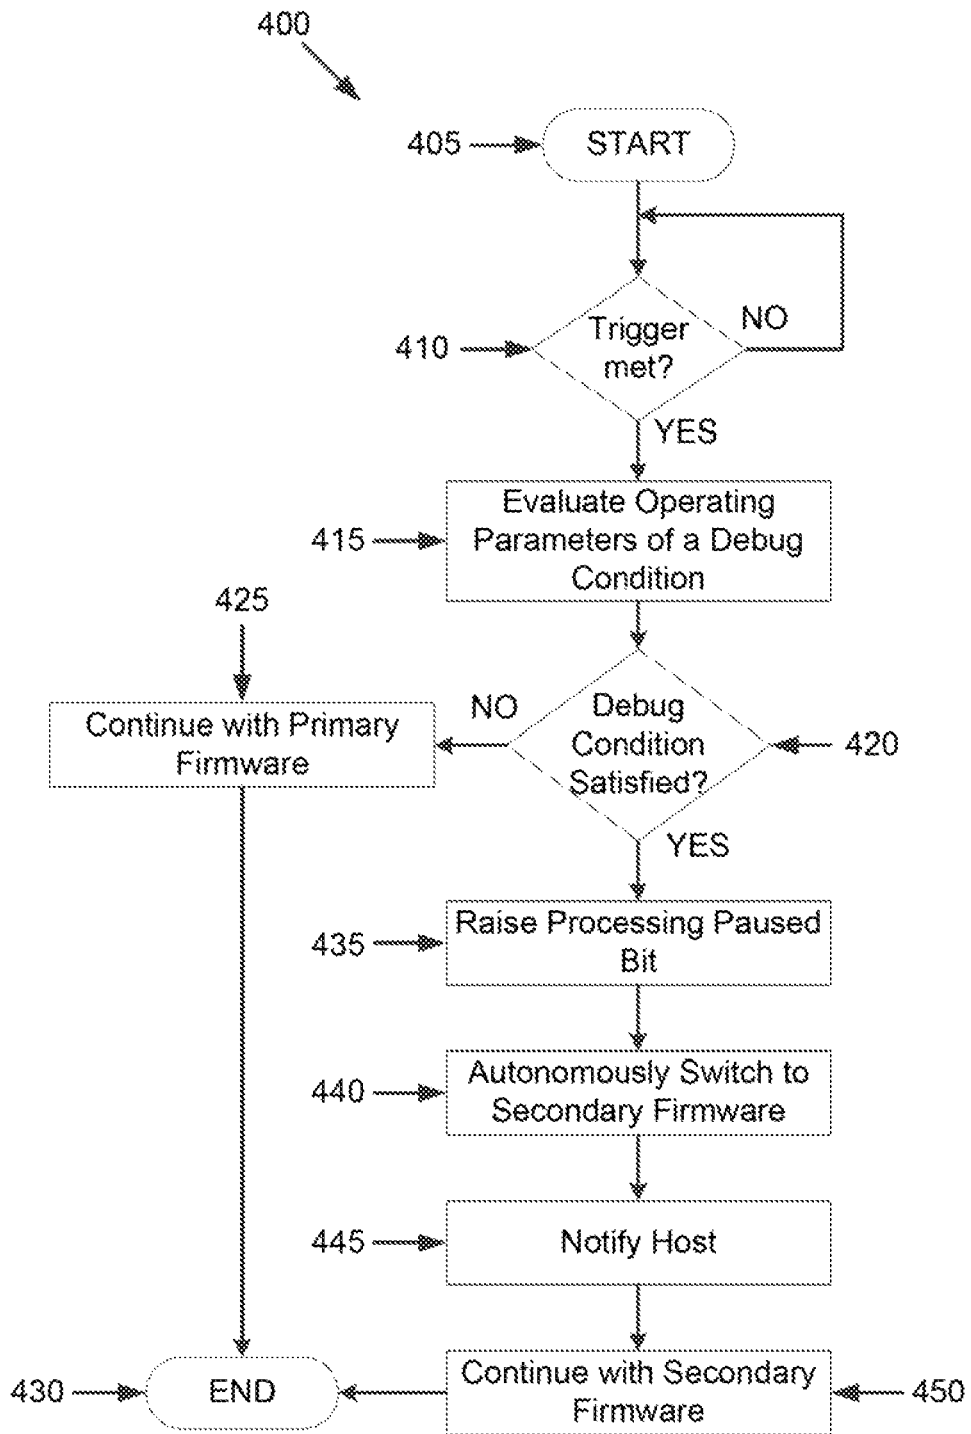 400
405
START
410
Trigger
met?
NO
YES
415
Evaluate Operating
Parameters of a Debug
Condition
425
Continue with Primary
Firmware
NO
Debug
Condition
Satisfied?
420
YES
435
Raise Processing Paused
Bit
440
Autonomously Switch to
Secondary Firmware
445
Notify Host
430
END
Continue with Secondary
Firmware
450